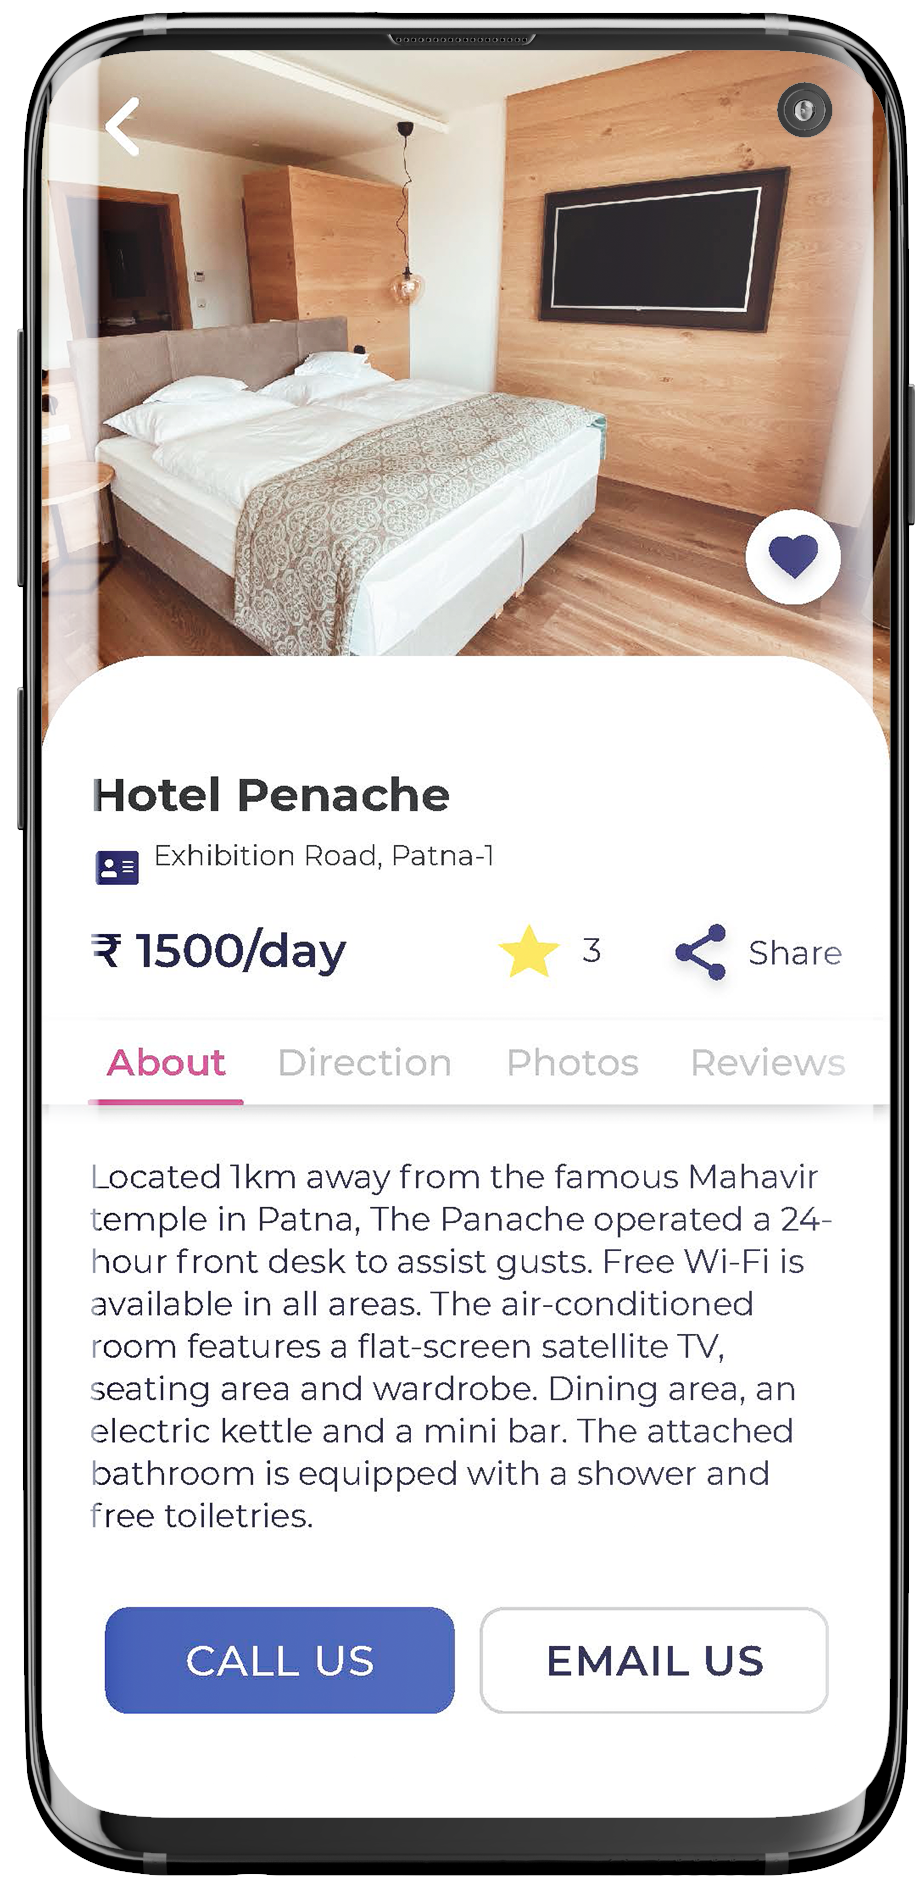 Hotel Penache
Exhibition Road, Patna-1
₹ 1500/day
3
Share
About
Direction
Photos
Reviews
Located 1km away from the famous Mahavir
temple in Patna, The Panache operated a 24-
hour front desk to assist gusts. Free Wi-Fi is
available in all areas. The air-conditioned
room features a flat-screen satellite TV,
seating area and wardrobe. Dining area, an
electric kettle and a mini bar. The attached
bathroom is equipped with a shower and
free toiletries.
CALL US
EMAIL US